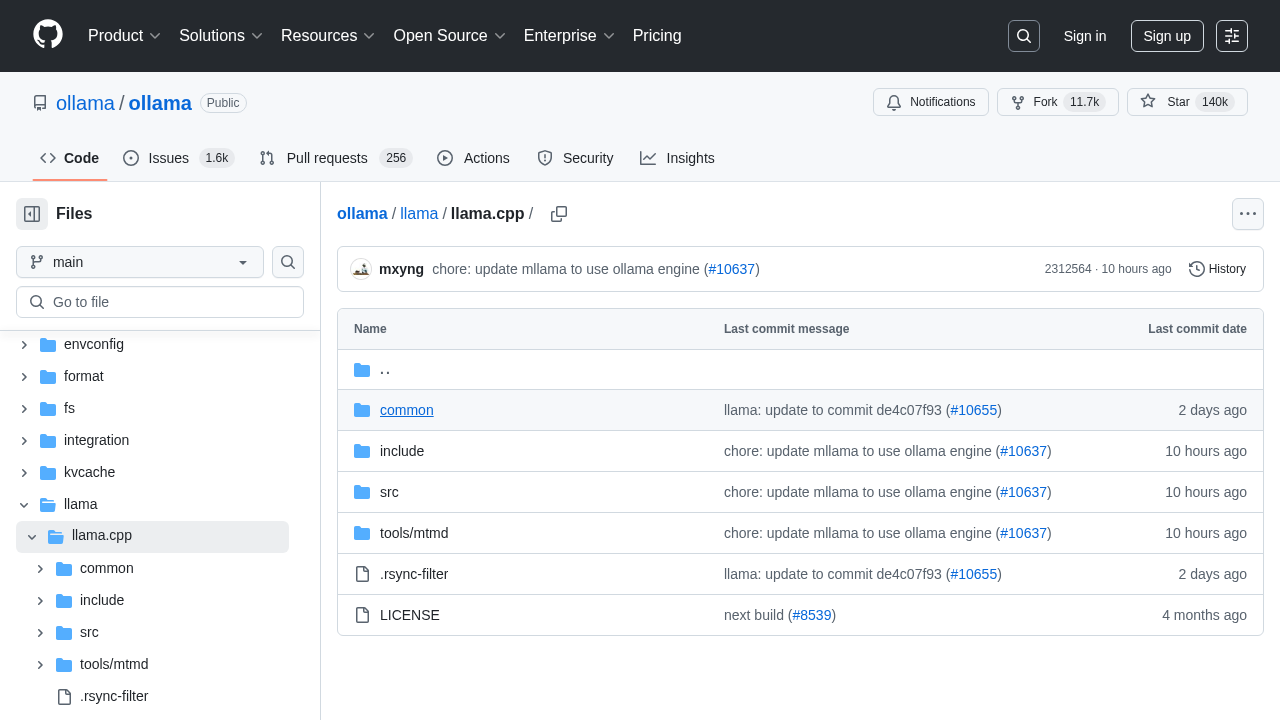 Product Solutions Resources Open Source Enterprise Pricing Sign in Sign up
ollama / ollama Public Notifications Fork 11.7k Star 140k
Code Issues 1.6k Pull requests 256 Actions Security Insights
Files
main
Go to file
envconfig
format
fs
integration
kvcache
llama
llama.cpp
common
include
src
tools/mtmd
.rsync-filter
ollama / llama / llama.cpp /
mxyng chore: update mllama to use ollama engine (#10637) 2312564 · 10 hours ago History
Name Last commit message Last commit date
..
common llama: update to commit de4c07f93 (#10655) 2 days ago
include chore: update mllama to use ollama engine (#10637) 10 hours ago
src chore: update mllama to use ollama engine (#10637) 10 hours ago
tools/mtmd chore: update mllama to use ollama engine (#10637) 10 hours ago
.rsync-filter llama: update to commit de4c07f93 (#10655) 2 days ago
LICENSE next build (#8539) 4 months ago